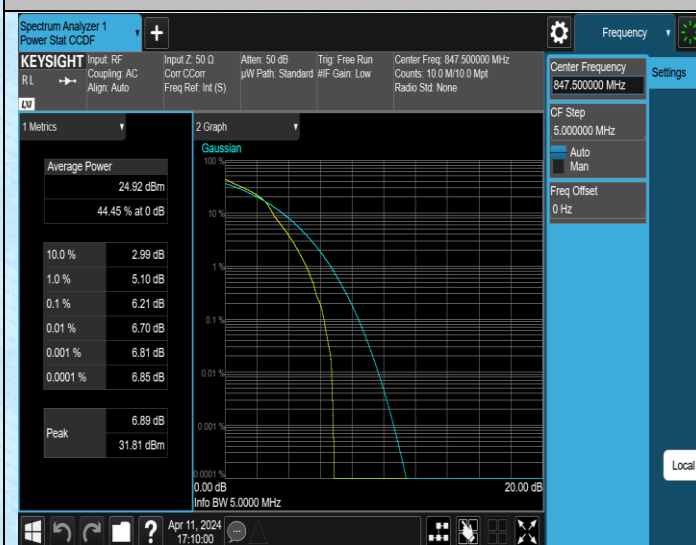 Spectrum Analyzer 1
Power Stat CCDF
Frequency
KEYSIGHT
RL
Input: RF
Coupling: AC
Align: Auto
Input Z: 50 Ω
Corr CCorr
Freq Ref: Int (S)
Atten: 50 dB
µW Path: Standard
Trig: Free Run
#IF Gain: Low
Center Freq: 847.500000 MHz
Counts: 10.0 M/10.0 Mpt
Radio Std: None
Center Frequency
847.500000 MHz
Settings
CF Step
5.000000 MHz
Auto
Man
Freq Offset
0 Hz
1 Metrics
Average Power
24.92 dBm
44.45 % at 0 dB
10.0 % 2.99 dB
1.0 % 5.10 dB
0.1 % 6.21 dB
0.01 % 6.70 dB
0.001 % 6.81 dB
0.0001 % 6.85 dB
Peak
6.89 dB
31.81 dBm
2 Graph
Gaussian
100 %
10 %
1 %
0.1 %
0.01 %
0.001 %
0.0001 %
0.00 dB 20.00 dB
Info BW 5.0000 MHz
Local
?
Apr 11, 2024
17:10:00